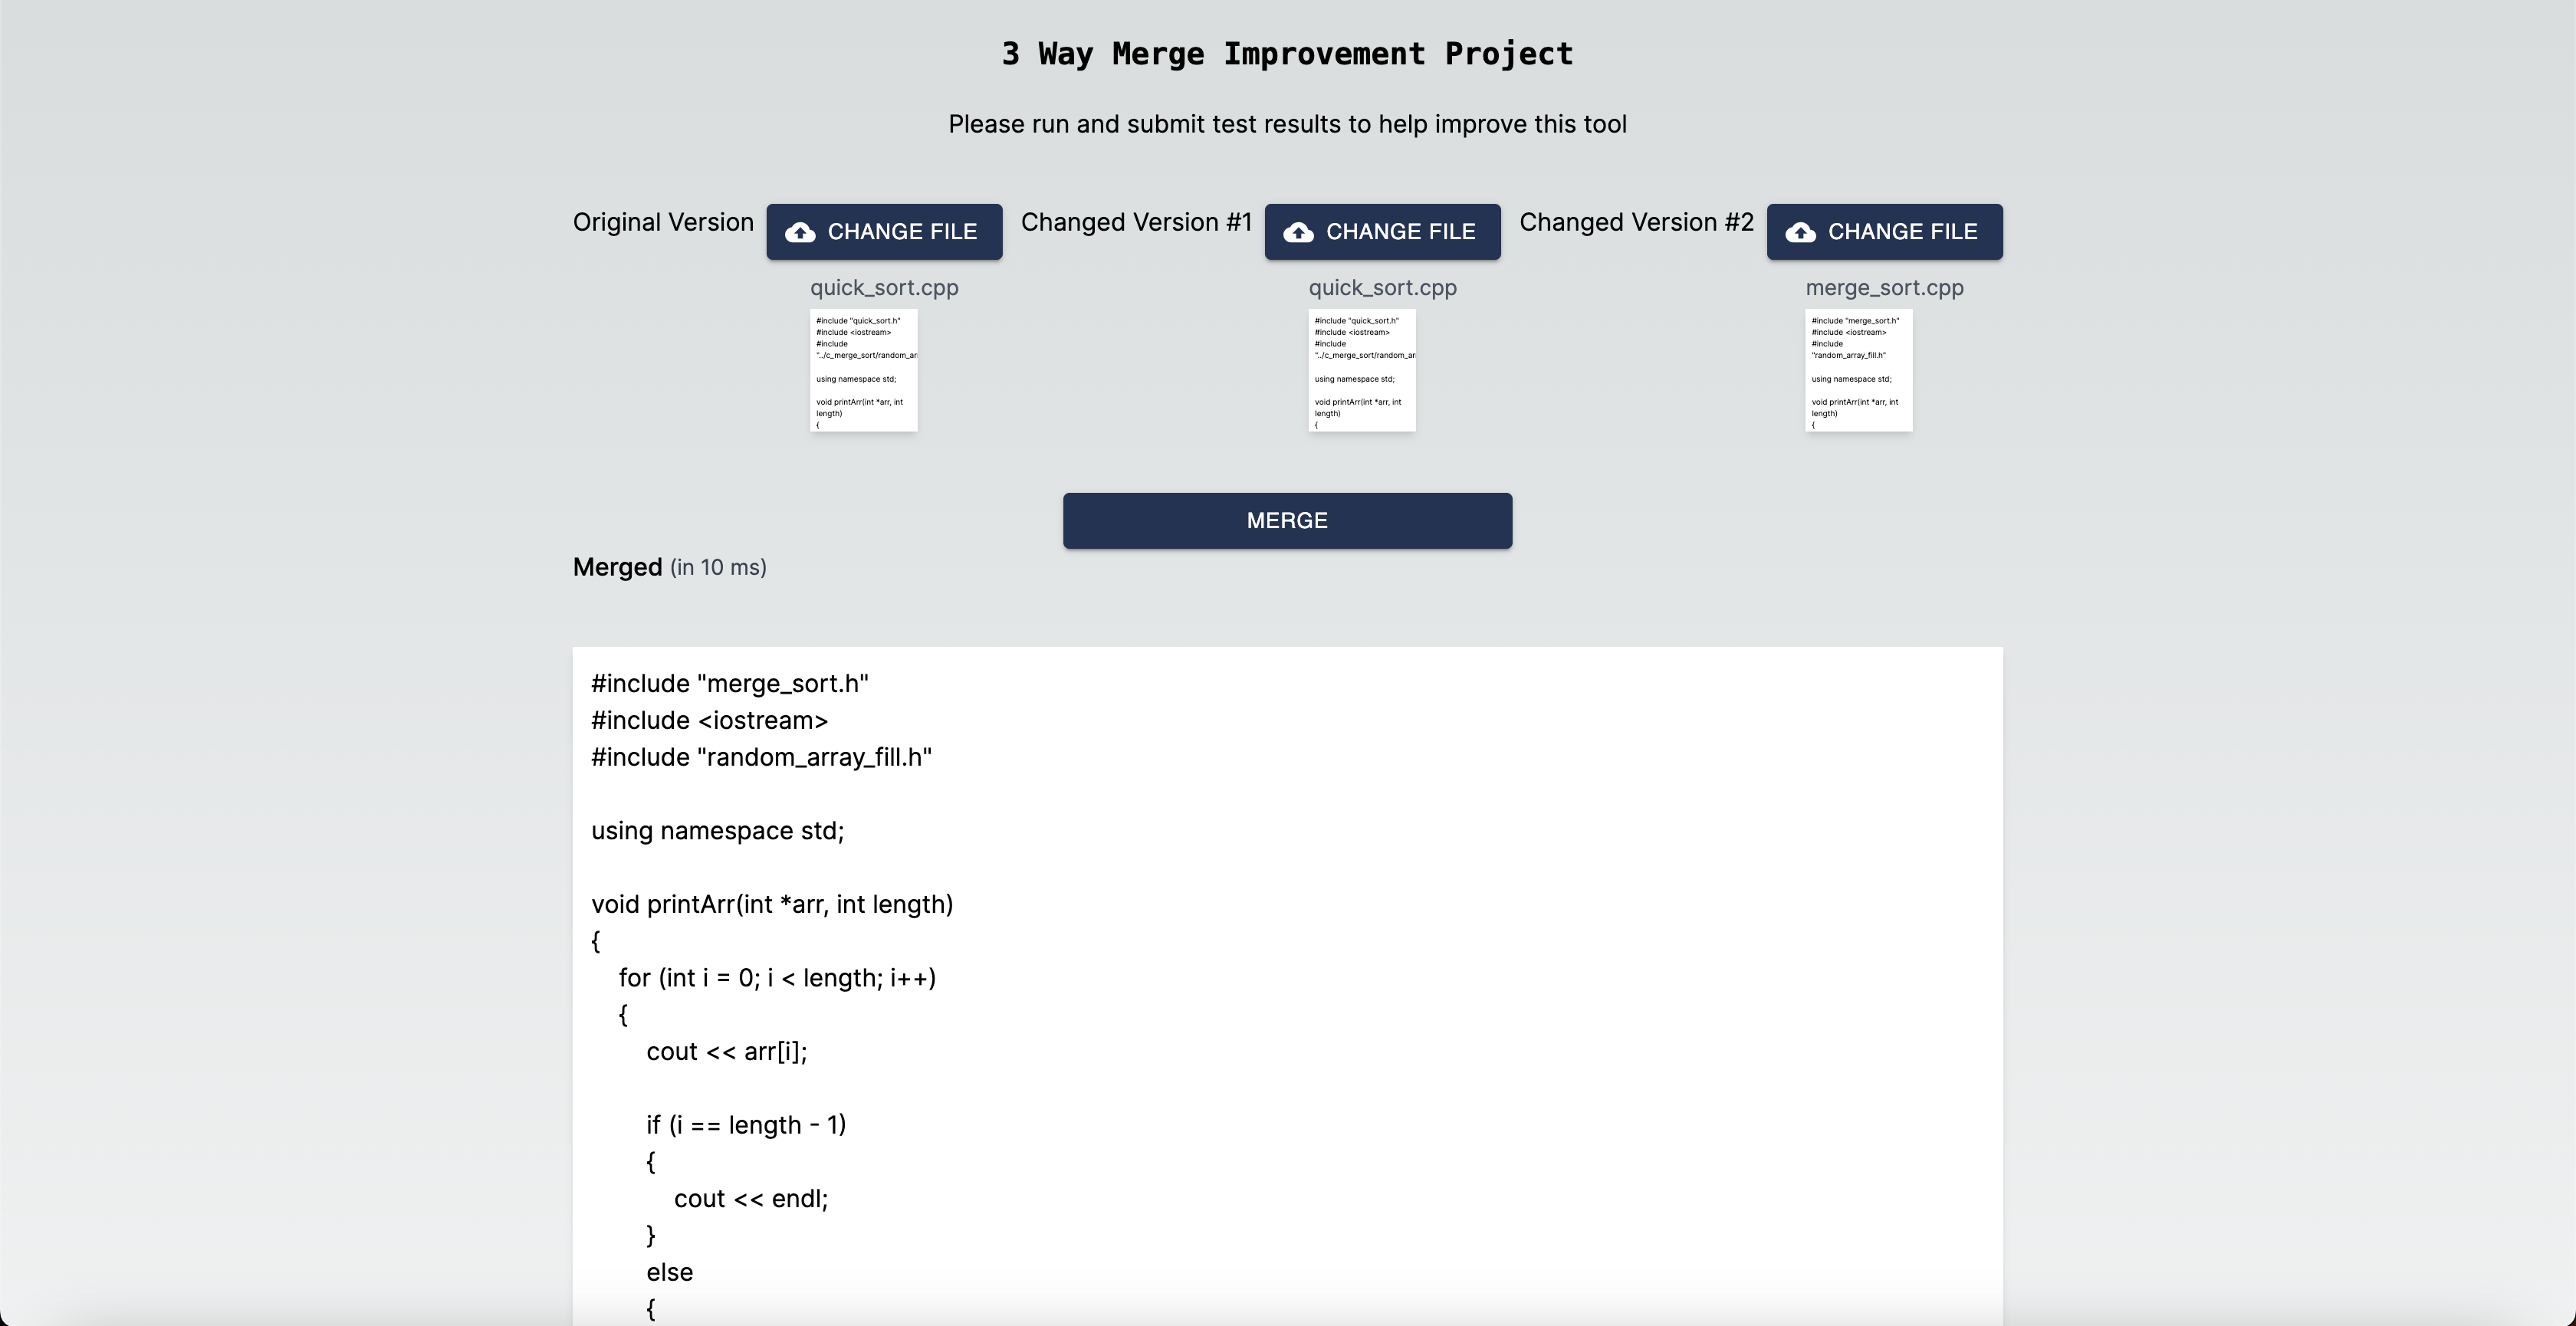 3 Way Merge Improvement Project
Please run and submit test results to help improve this tool
Original Version
CHANGE FILE
quick_sort.cpp
#include "quick_sort.h"
#include <iostream>
#include
"../c_merge_sort/random_ar
using namespace std;
void printArr(int *arr, int
length)
{
Changed Version #1
CHANGE FILE
quick_sort.cpp
#include "quick_sort.h"
#include <iostream>
#include
"../c_merge_sort/random_ar
using namespace std;
void printArr(int *arr, int
length)
{
Changed Version #2
CHANGE FILE
merge_sort.cpp
#include "merge_sort.h"
#include <iostream>
#include
"random_array_fill.h"
using namespace std;
void printArr(int *arr, int
length)
{
MERGE
Merged (in 10 ms)
#include "merge_sort.h"
#include <iostream>
#include "random_array_fill.h"
using namespace std;
void printArr(int *arr, int length)
{
for (int i = 0; i < length; i++)
{
cout << arr[i];
if (i == length - 1)
{
cout << endl;
}
else
{